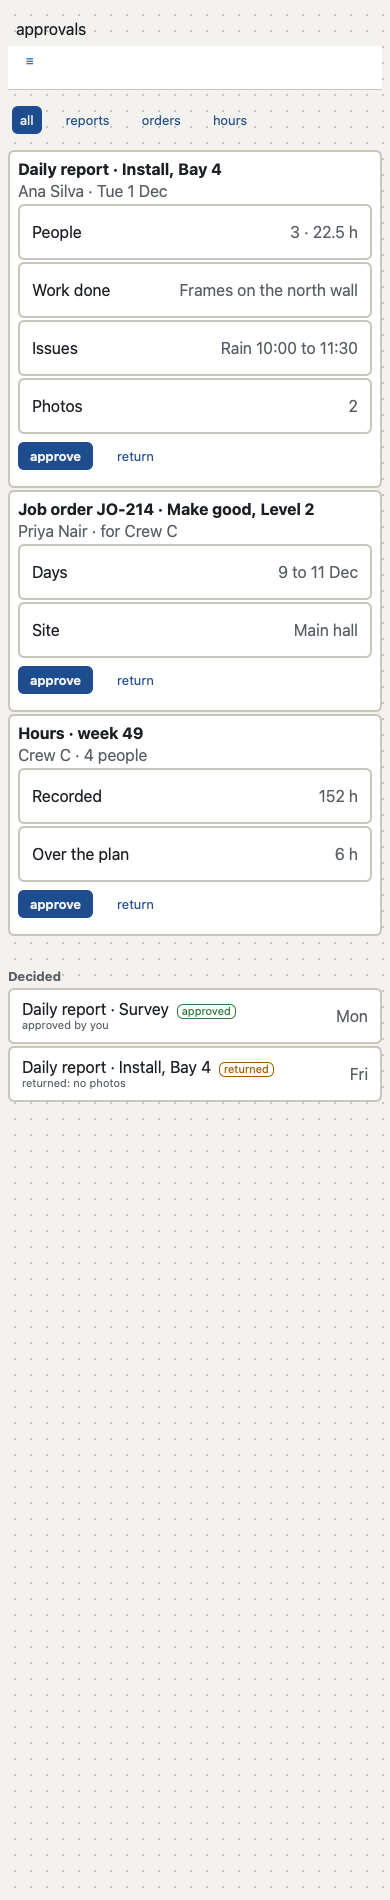 approvals
≡
all reports orders hours
Daily report · Install, Bay 4
Ana Silva · Tue 1 Dec
People 3 · 22.5 h
Work done Frames on the north wall
Issues Rain 10:00 to 11:30
Photos 2
approve return
Job order JO-214 · Make good, Level 2
Priya Nair · for Crew C
Days 9 to 11 Dec
Site Main hall
approve return
Hours · week 49
Crew C · 4 people
Recorded 152 h
Over the plan 6 h
approve return
Decided
Daily report · Survey approved Mon
approved by you
Daily report · Install, Bay 4 returned Fri
returned: no photos